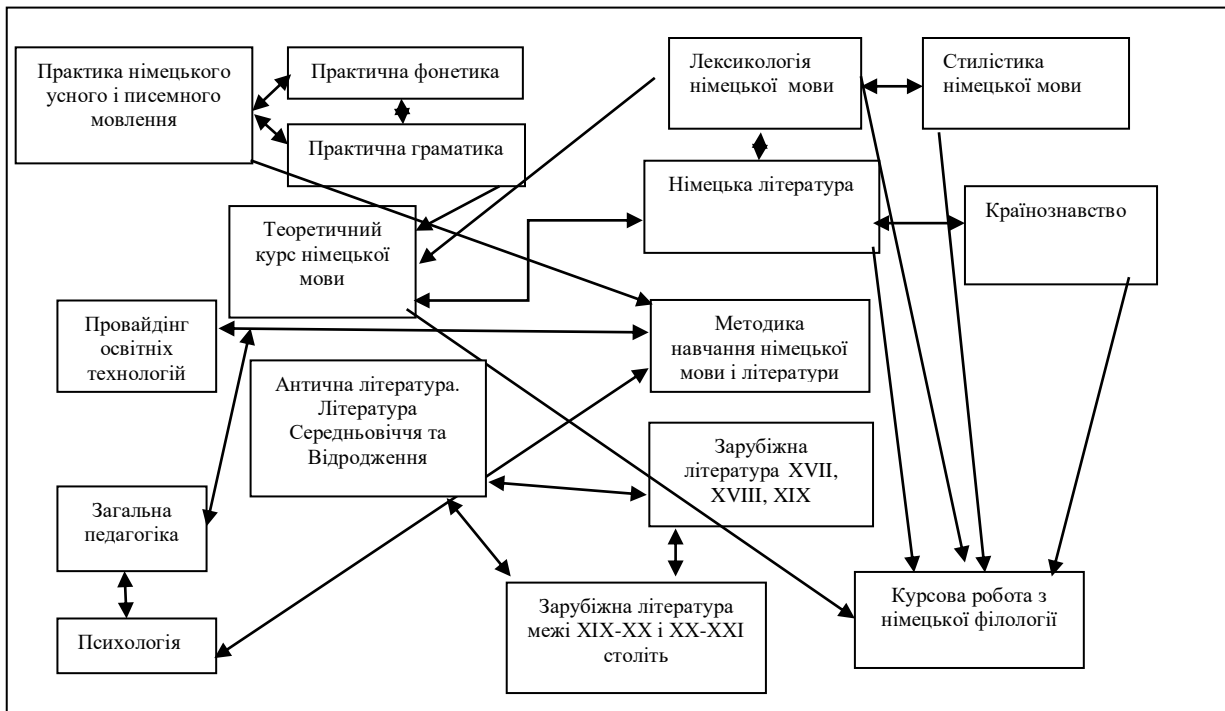 Практика німецького
усного і писемного
мовлення
Практична фонетика
Практична граматика
Лексикологія
німецької мови
Стилістика
німецької мови
Німецька література
Країнознавство
Теоретичний
курс німецької
мови
Провайдінг
освітніх
технологій
Методика
навчання німецької
мови і літератури
Антична література.
Література
Середньовіччя та
Відродження
Зарубіжна
література XVII,
XVIII, XIX
Загальна
педагогіка
Психологія
Зарубіжна література
межі XIX-XX і XX-XXI
століть
Курсова робота з
німецької філології